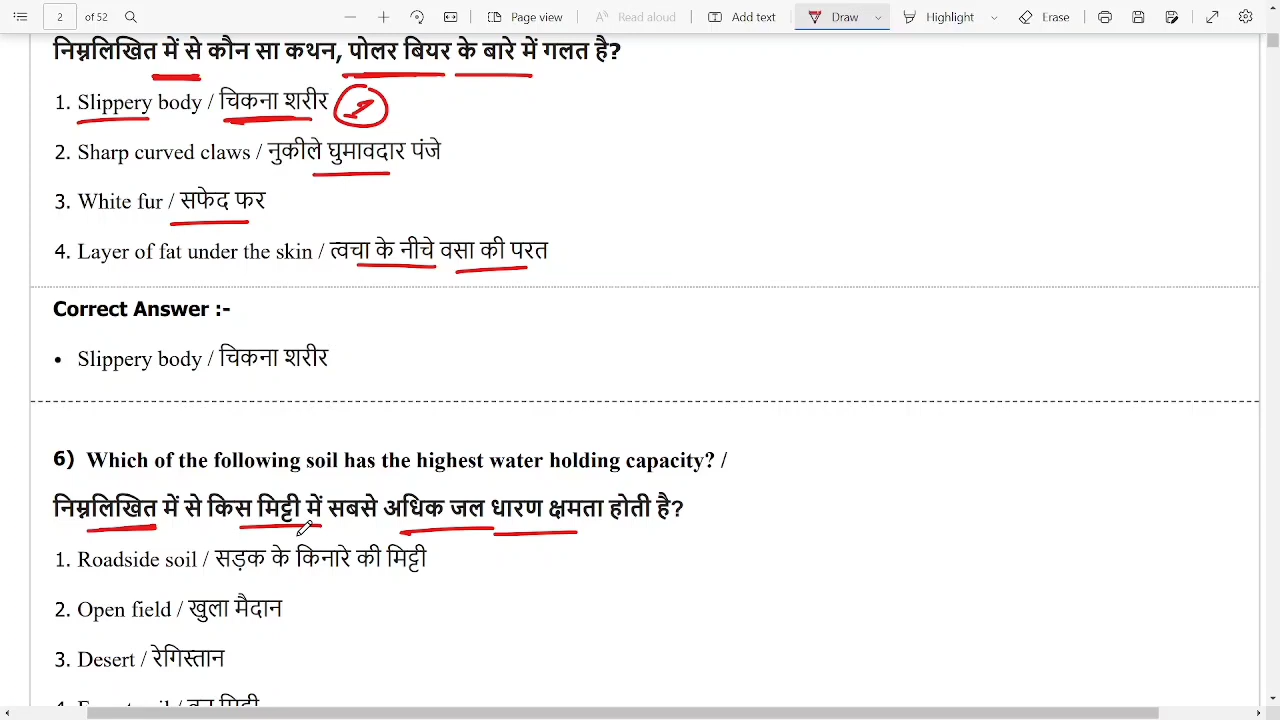 2 of 52
Page view
Read aloud
Add text
Draw
Highlight
Erase
निम्नलिखित में से कौन सा कथन, पोलर बियर के बारे में गलत है?
1. Slippery body / चिकना शरीर 1
2. Sharp curved claws / नुकीले घुमावदार पंजे
3. White fur / सफेद फर
4. Layer of fat under the skin / त्वचा के नीचे वसा की परत
Correct Answer :-
• Slippery body / चिकना शरीर
6) Which of the following soil has the highest water holding capacity? /
निम्नलिखित में से किस मिट्टी में सबसे अधिक जल धारण क्षमता होती है?
1. Roadside soil / सड़क के किनारे की मिट्टी
2. Open field / खुला मैदान
3. Desert / रेगिस्तान